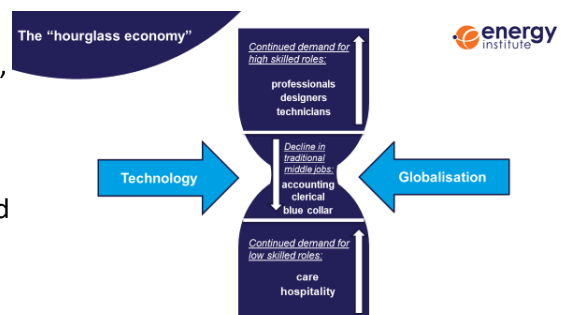 The “hourglass economy”
energy
institute
,
Continued demand for
high skilled roles:
professionals
designers
technicians
Decline in
traditional
middle jobs:
accounting
clerical
blue collar
Technology
Globalisation
d
Continued demand for
low skilled roles:
care
hospitality